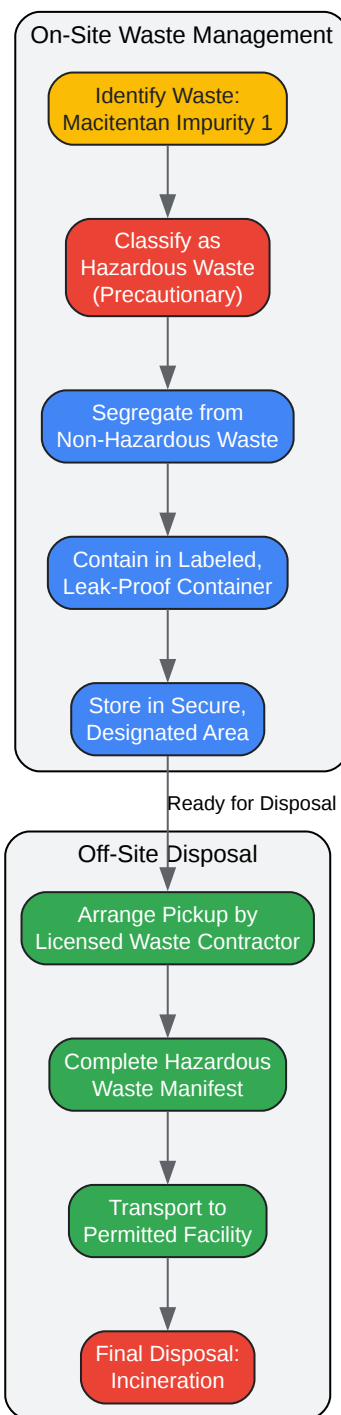 On-Site Waste Management
Identify Waste:
Macitentan Impurity 1
Classify as
Hazardous Waste
(Precautionary)
Segregate from
Non-Hazardous Waste
Contain in Labeled,
Leak-Proof Container
Store in Secure,
Designated Area
Ready for Disposal
Off-Site Disposal
Arrange Pickup by
Licensed Waste Contractor
Complete Hazardous
Waste Manifest
Transport to
Permitted Facility
Final Disposal:
Incineration